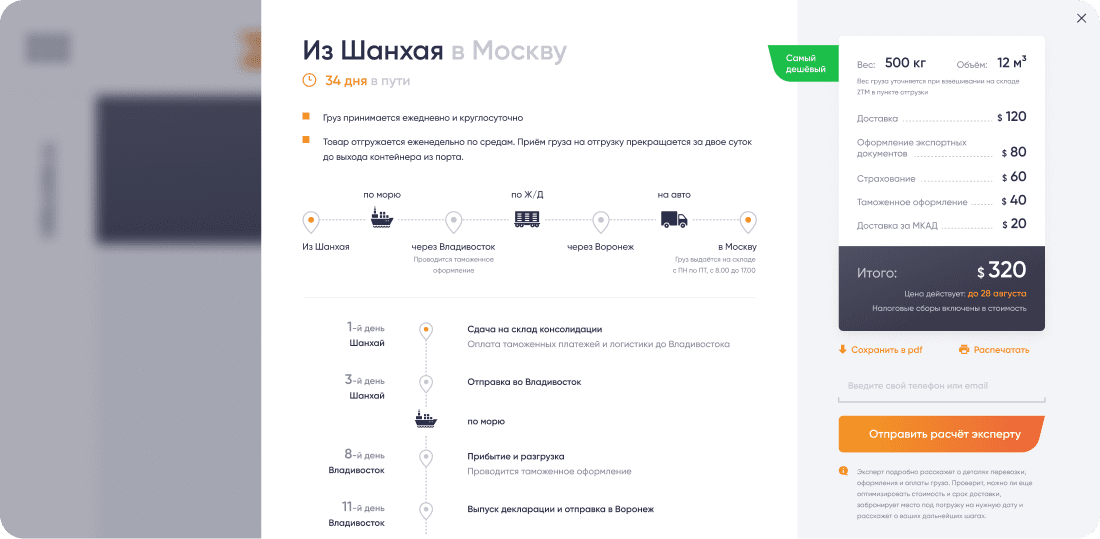 Из Шанхая в Москву
34 дня в пути
Груз принимается ежедневно и круглосуточно
Товар отгружается еженедельно по средам. Приём груза на отгрузку прекращается за двое суток
до выхода контейнера из порта.
по морю
по Ж/Д
на авто
Из Шанхая
через Владивосток
Проводится таможенное
оформление
через Воронеж
в Москву
Груз выдаётся на складе
с ПН по ПТ, с 8.00 до 17.00
1-й день
Шанхай
Сдача на склад консолидации
Оплата таможенных платежей и логистики до Владивостока
3-й день
Шанхай
Отправка во Владивосток
по морю
8-й день
Владивосток
Прибытие и разгрузка
Проводится таможенное оформление
11-й день
Владивосток
Выпуск декларации и отправка в Воронеж
Самый
дешёвый
Вес: 500 кг Объём: 12 м³
Вес груза уточняется при взвешивании на складе
ZTM в пункте отгрузки
Доставка $ 120
Оформление экспортных
документов $ 80
Страхование $ 60
Таможенное оформление $ 40
Доставка за МКАД $ 20
Итого: $ 320
Цена действует: до 28 августа
Налоговые сборы включены в стоимость
Сохранить в pdf Распечатать
Введите свой телефон или email
Отправить расчёт эксперту
Эксперт подробно расскажет о деталях перевозки,
оформления и оплаты груза. Проверит, можно ли еще
оптимизировать стоимость и срок доставки,
забронирует места под погрузку на нужную дату и
расскажет о ваших дальнейших шагах.